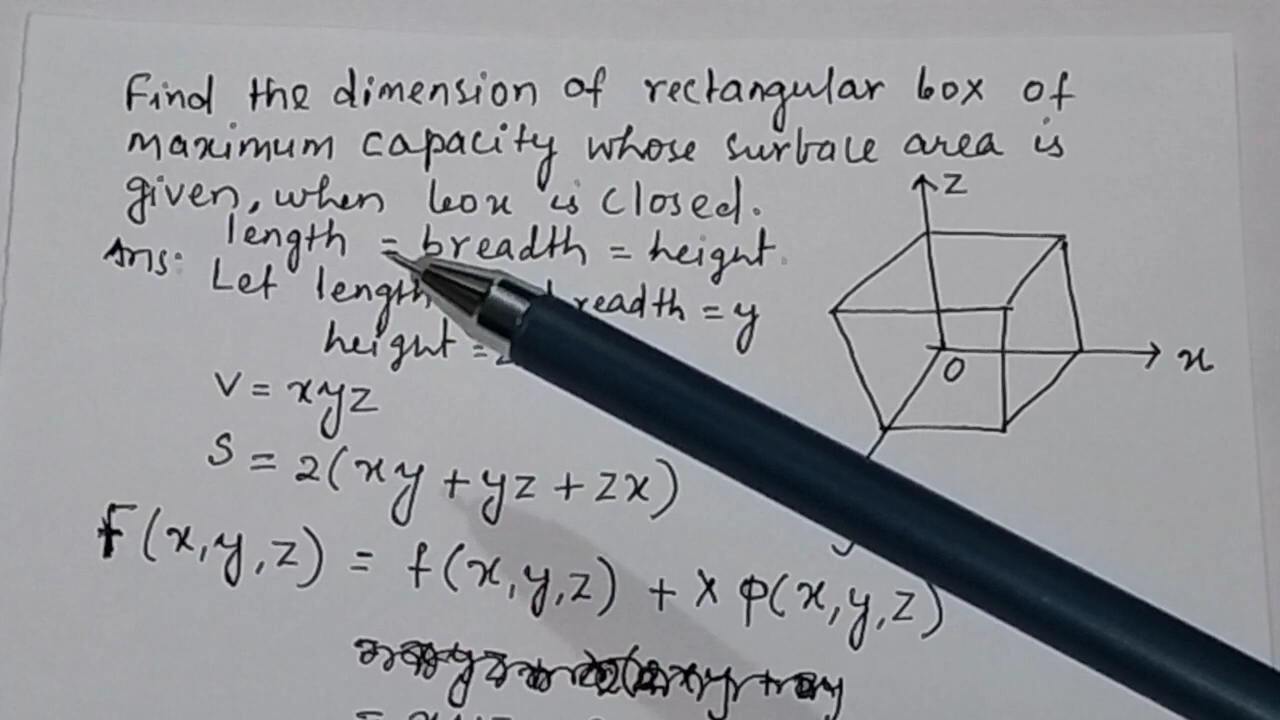 Find the dimension of rectangular box of
maximum capacity whose surface area is
given, when box is closed.
Ans: length = breadth = height.
Let length breadth = y
height =
V = xyz
S = 2(xy + yz + zx)
F(x,y,z) = f(x,y,z) + λ φ(x,y,z)
z
x
O